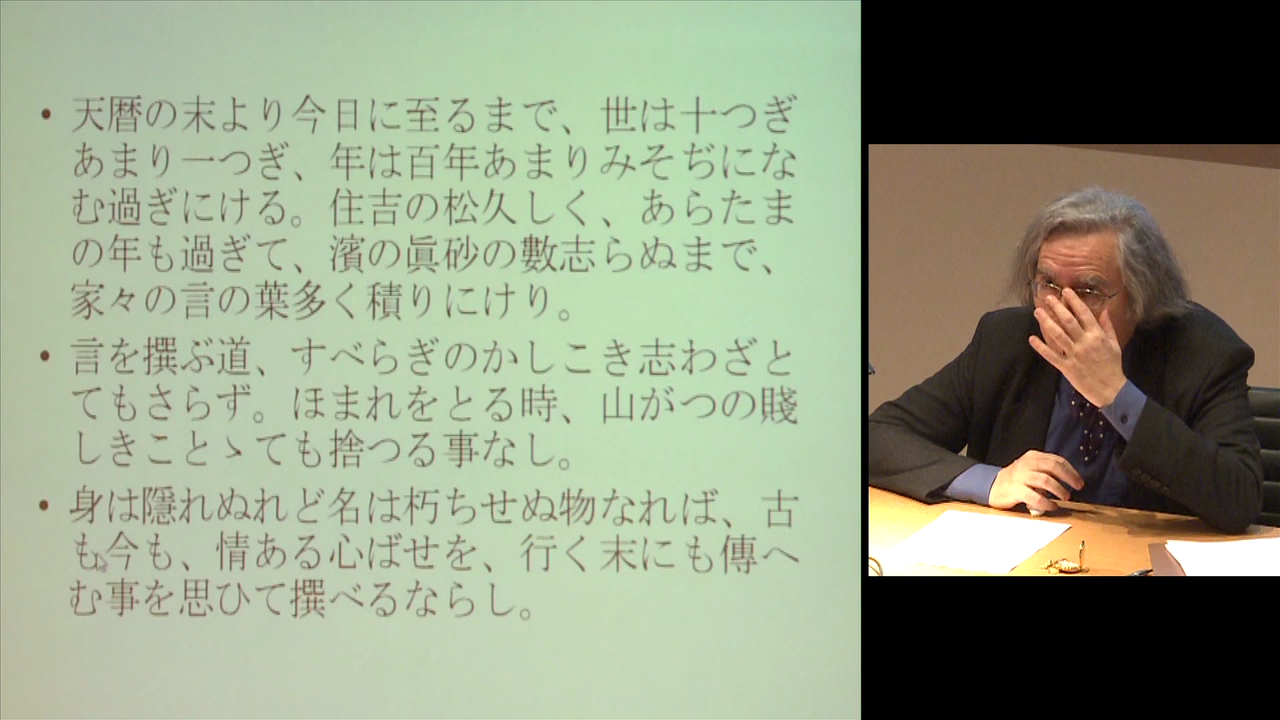 • 天暦の末より今日に至るまで、世は十つぎ
あまり一つぎ、年は百年あまりみそぢにな
む過ぎにける。住吉の松久しく、あらたま
の年も過ぎて、濱の眞砂の數志らぬまで、
家々の言の葉多く積りにけり。
• 言を撰ぶ道、すべらぎのかしこき志わざと
てもさらず。ほまれをとる時、山がつの賤
しきことゝても捨つる事なし。
• 身は隱れぬれど名は朽ちせぬ物なれば、古
も今も、情ある心ばせを、行く末にも傳へ
む事を思ひて撰べるならし。